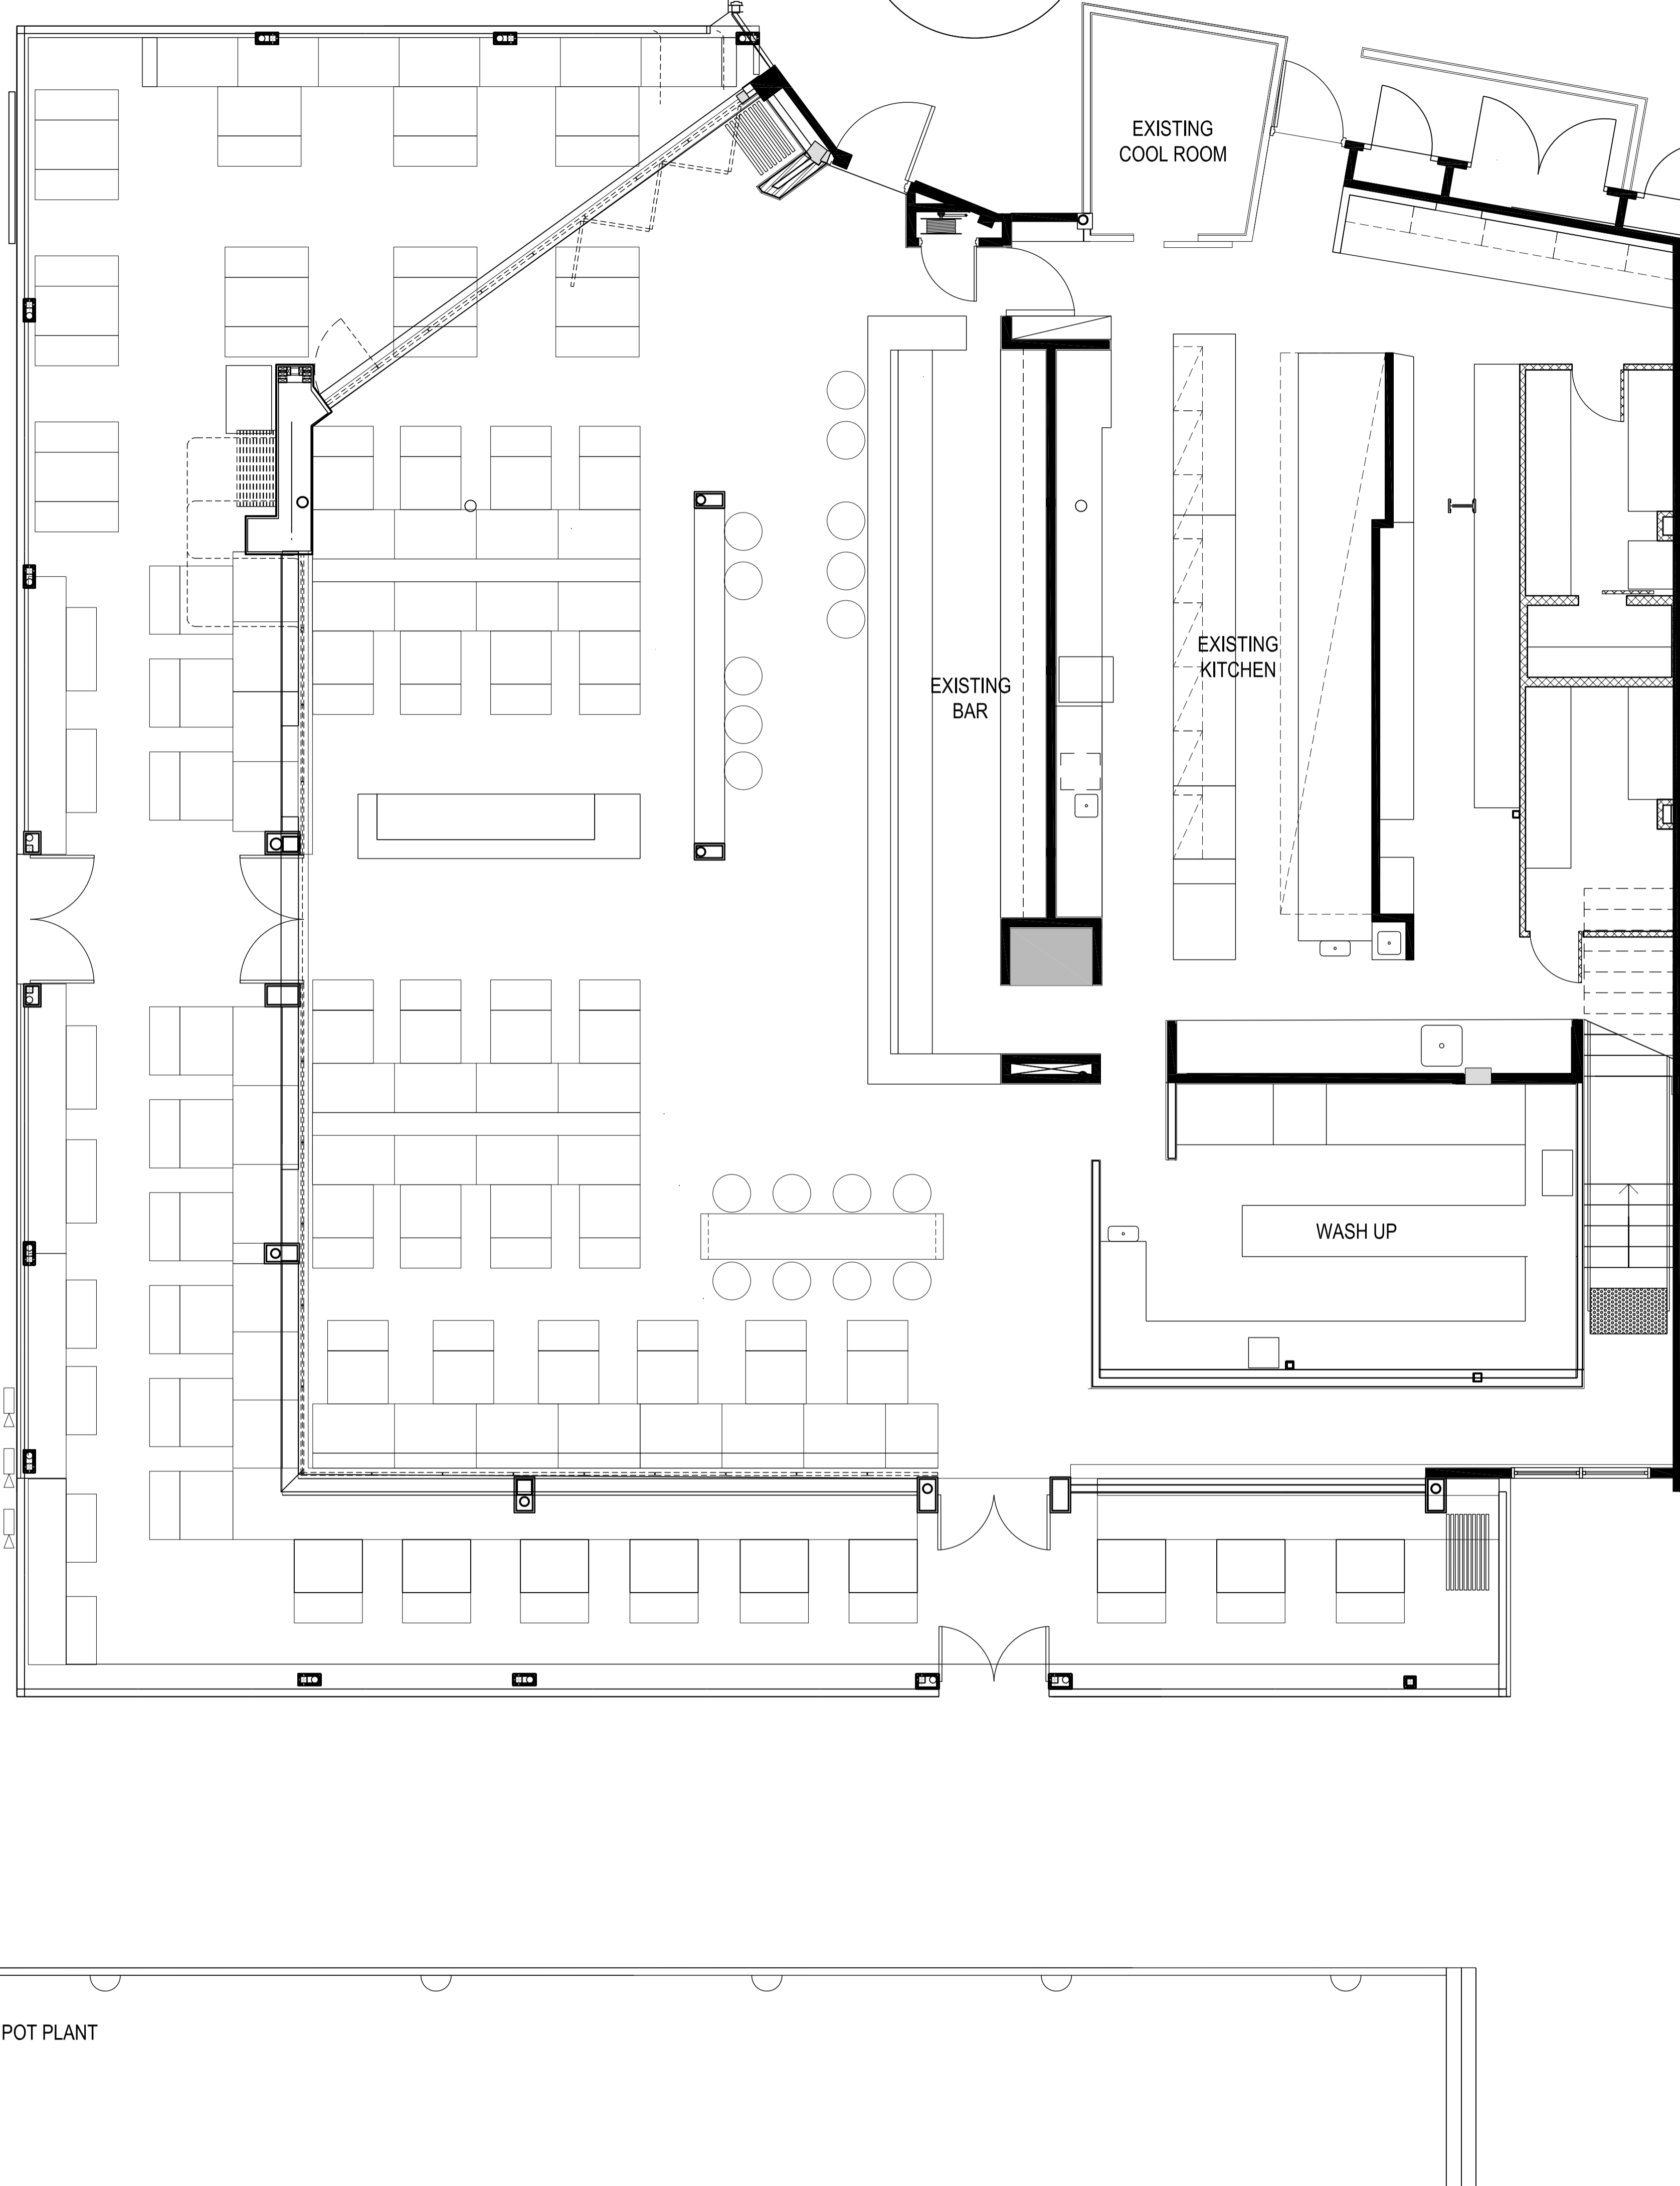 EXISTING
COOL ROOM
EXISTING
KITCHEN
EXISTING
BAR
WASH UP
POT PLANT